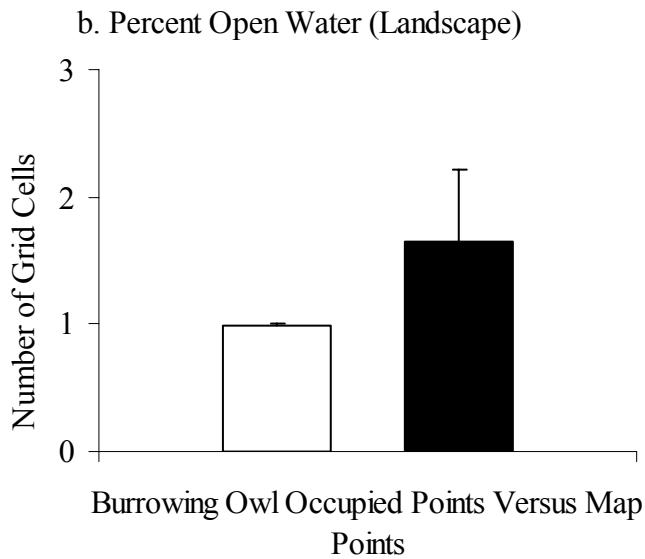 b. Percent Open Water (Landscape)
3
2
1
0
Number of Grid Cells
Burrowing Owl Occupied Points Versus Map
Points